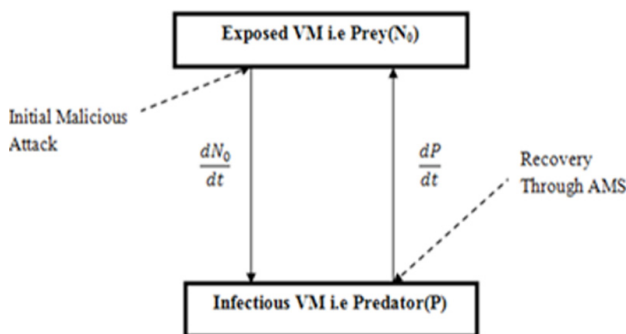 Exposed VM i.e Prey(N₀)
Initial Malicious
Attack
dN₀
dt
dP
dt
Recovery
Through AMS
Infectious VM i.e Predator(P)